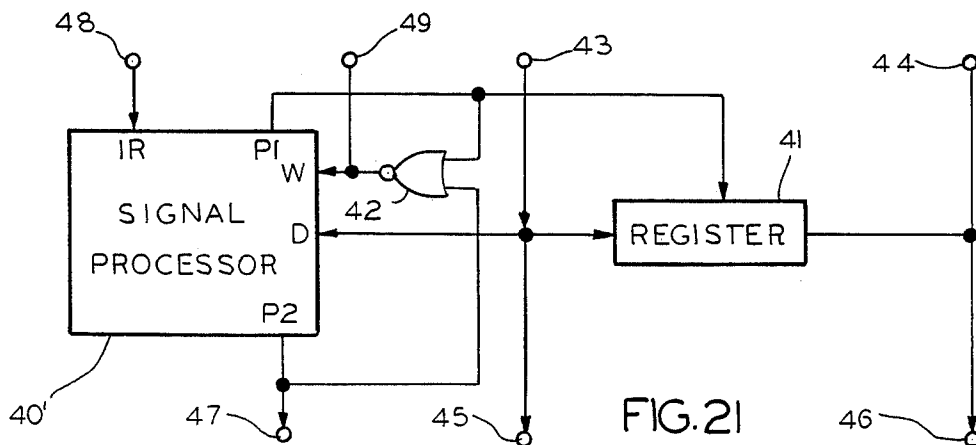 48
49
43
44
IR
P1
W
42
41
SIGNAL
PROCESSOR
D
REGISTER
P2
40'
47
45
FIG.21
46